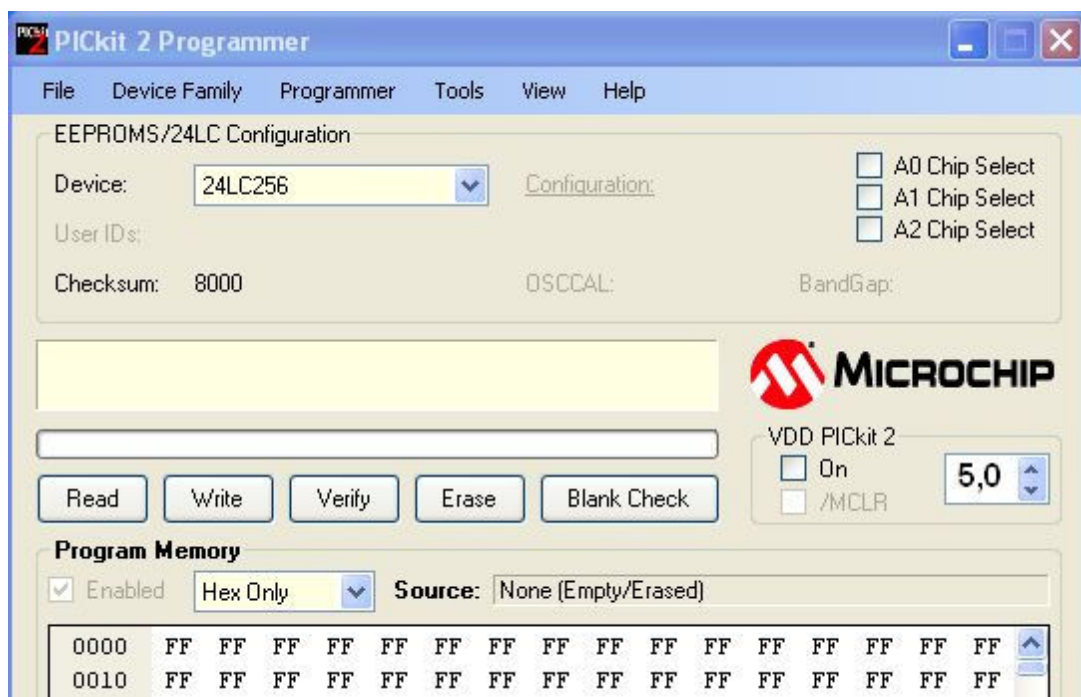 PICkit 2 Programmer
File Device Family Programmer Tools View Help
EEPROMS/24LC Configuration
Device: 24LC256 Configuration: A0 Chip Select
A1 Chip Select
User IDs: A2 Chip Select
Checksum: 8000 OSCCAL: BandGap:
MICROCHIP
VDD PICkit 2
On 5,0
/MCLR
Read Write Verify Erase Blank Check
Program Memory
Enabled Hex Only Source: None (Empty/Erased)
0000 FF FF FF FF FF FF FF FF FF FF FF FF FF FF FF FF
0010 FF FF FF FF FF FF FF FF FF FF FF FF FF FF FF FF